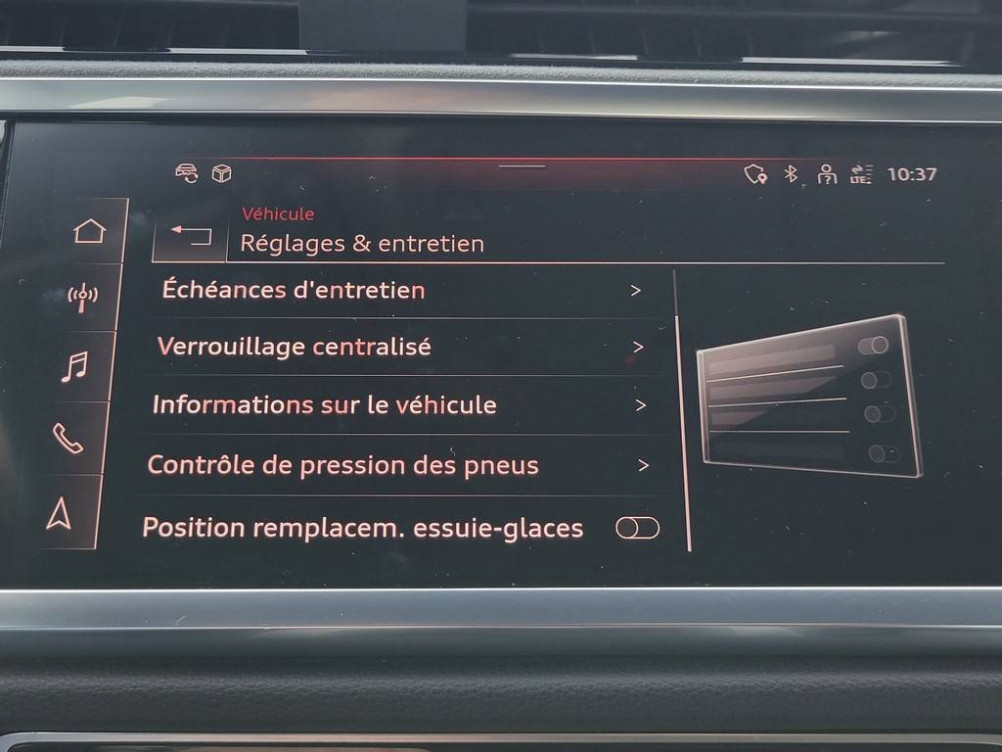 LTE
10:37
Véhicule
Réglages & entretien
Échéances d'entretien
Verrouillage centralisé
Informations sur le véhicule
Contrôle de pression des pneus
Position remplacem. essuie-glaces